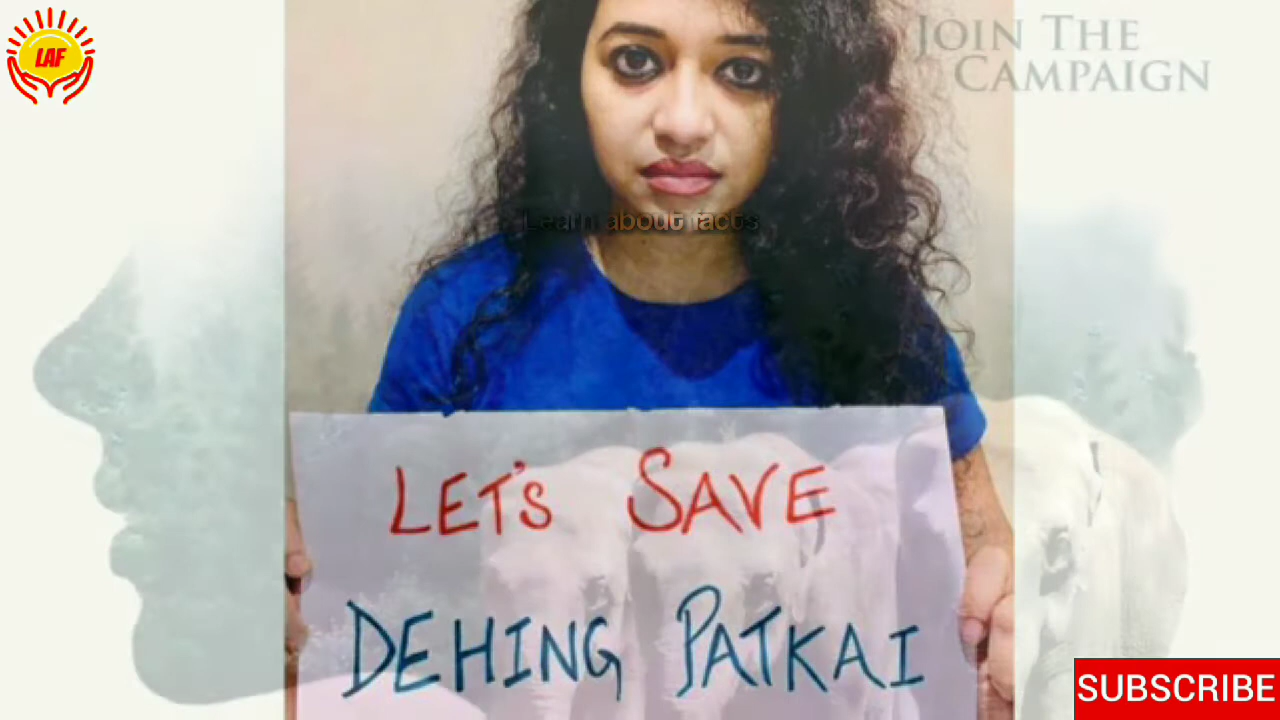 LAF
JOIN THE
CAMPAIGN
Learn about facts
LET'S SAVE
DEHING PATKAI
SUBSCRIBE